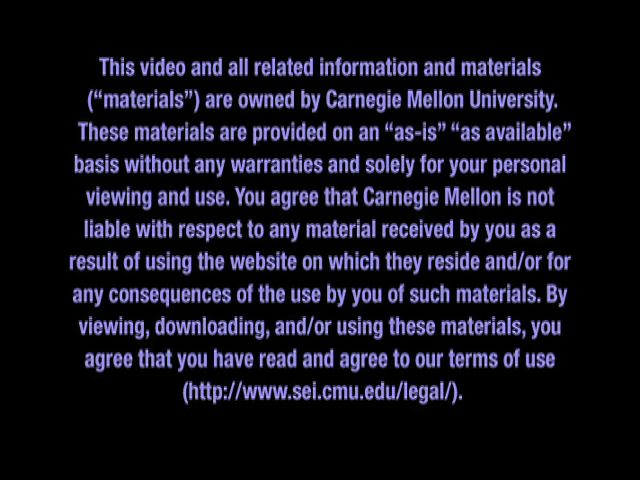 This video and all related information and materials
(“materials”) are owned by Carnegie Mellon University.
These materials are provided on an “as-is” “as available”
basis without any warranties and solely for your personal
viewing and use. You agree that Carnegie Mellon is not
liable with respect to any material received by you as a
result of using the website on which they reside and/or for
any consequences of the use by you of such materials. By
viewing, downloading, and/or using these materials, you
agree that you have read and agree to our terms of use
(http://www.sei.cmu.edu/legal/).